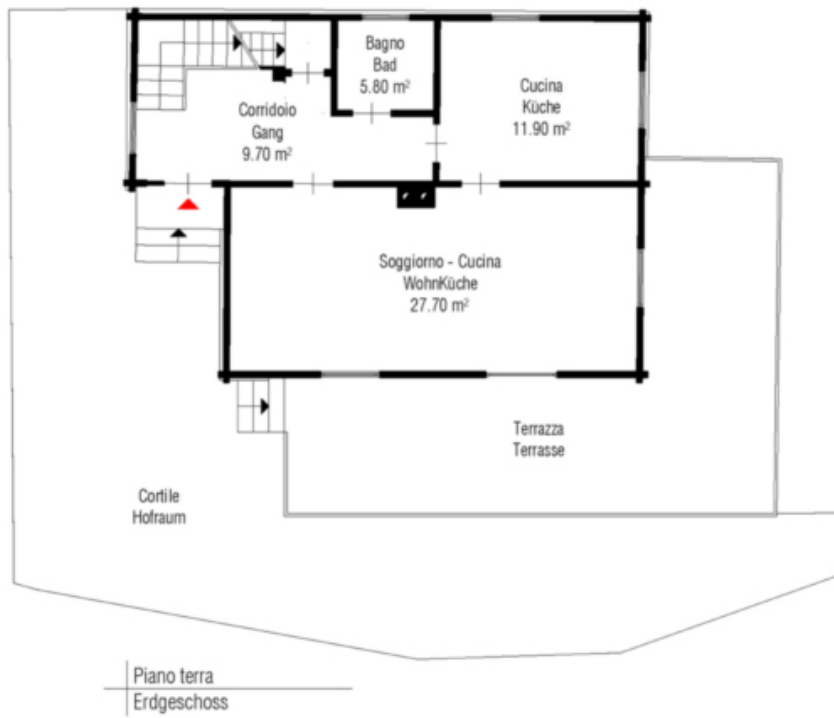 Bagno
Bad
5.80 m²
Cucina
Küche
11.90 m²
Corridoio
Gang
9.70 m²
Soggiorno - Cucina
WohnKüche
27.70 m²
Terrazza
Terrasse
Cortile
Hofraum
Piano terra
Erdgeschoss